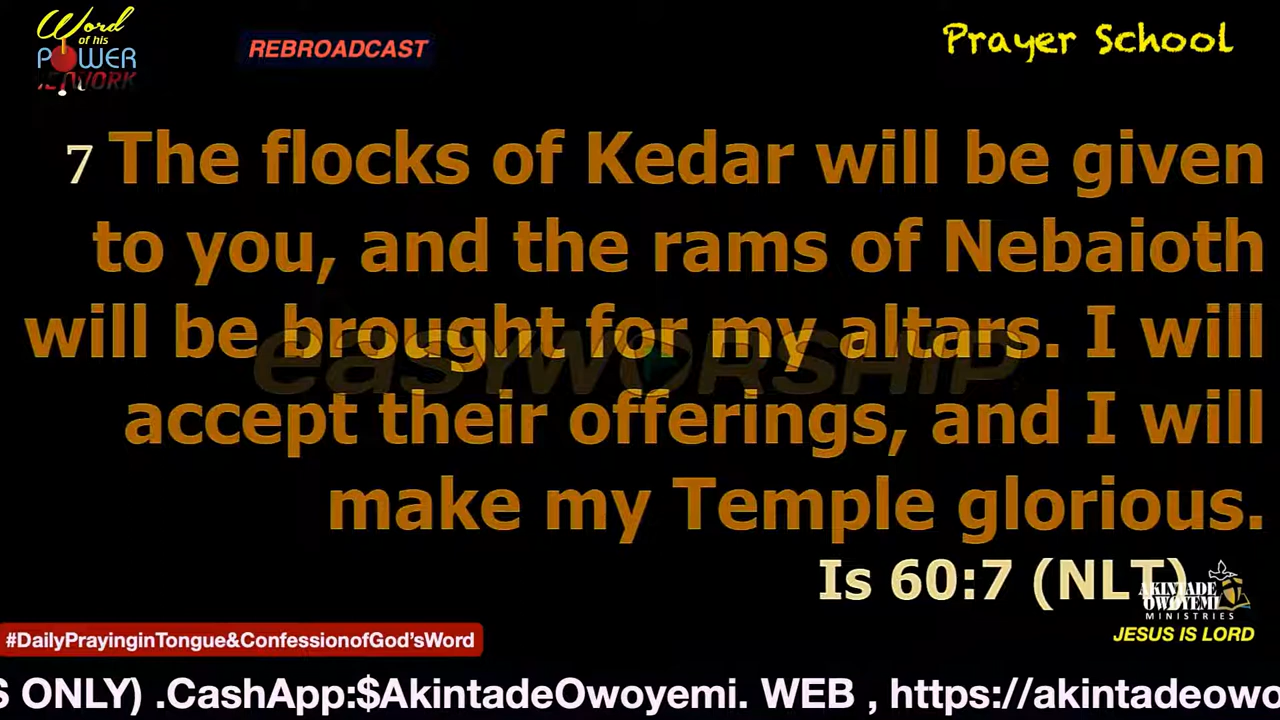 Word
of his
POWER
NETWORK
REBROADCAST
Prayer School
7 The flocks of Kedar will be given
to you, and the rams of Nebaioth
will be brought for my altars. I will
accept their offerings, and I will
make my Temple glorious.
easyworship
Is 60:7 (NLT)
AKINTADE
OWOYEMI
MINISTRIES
JESUS IS LORD
#DailyPrayinginTongue&ConfessionofGod'sWord
S ONLY) .CashApp:$AkintadeOwoyemi. WEB , https://akintadeowo